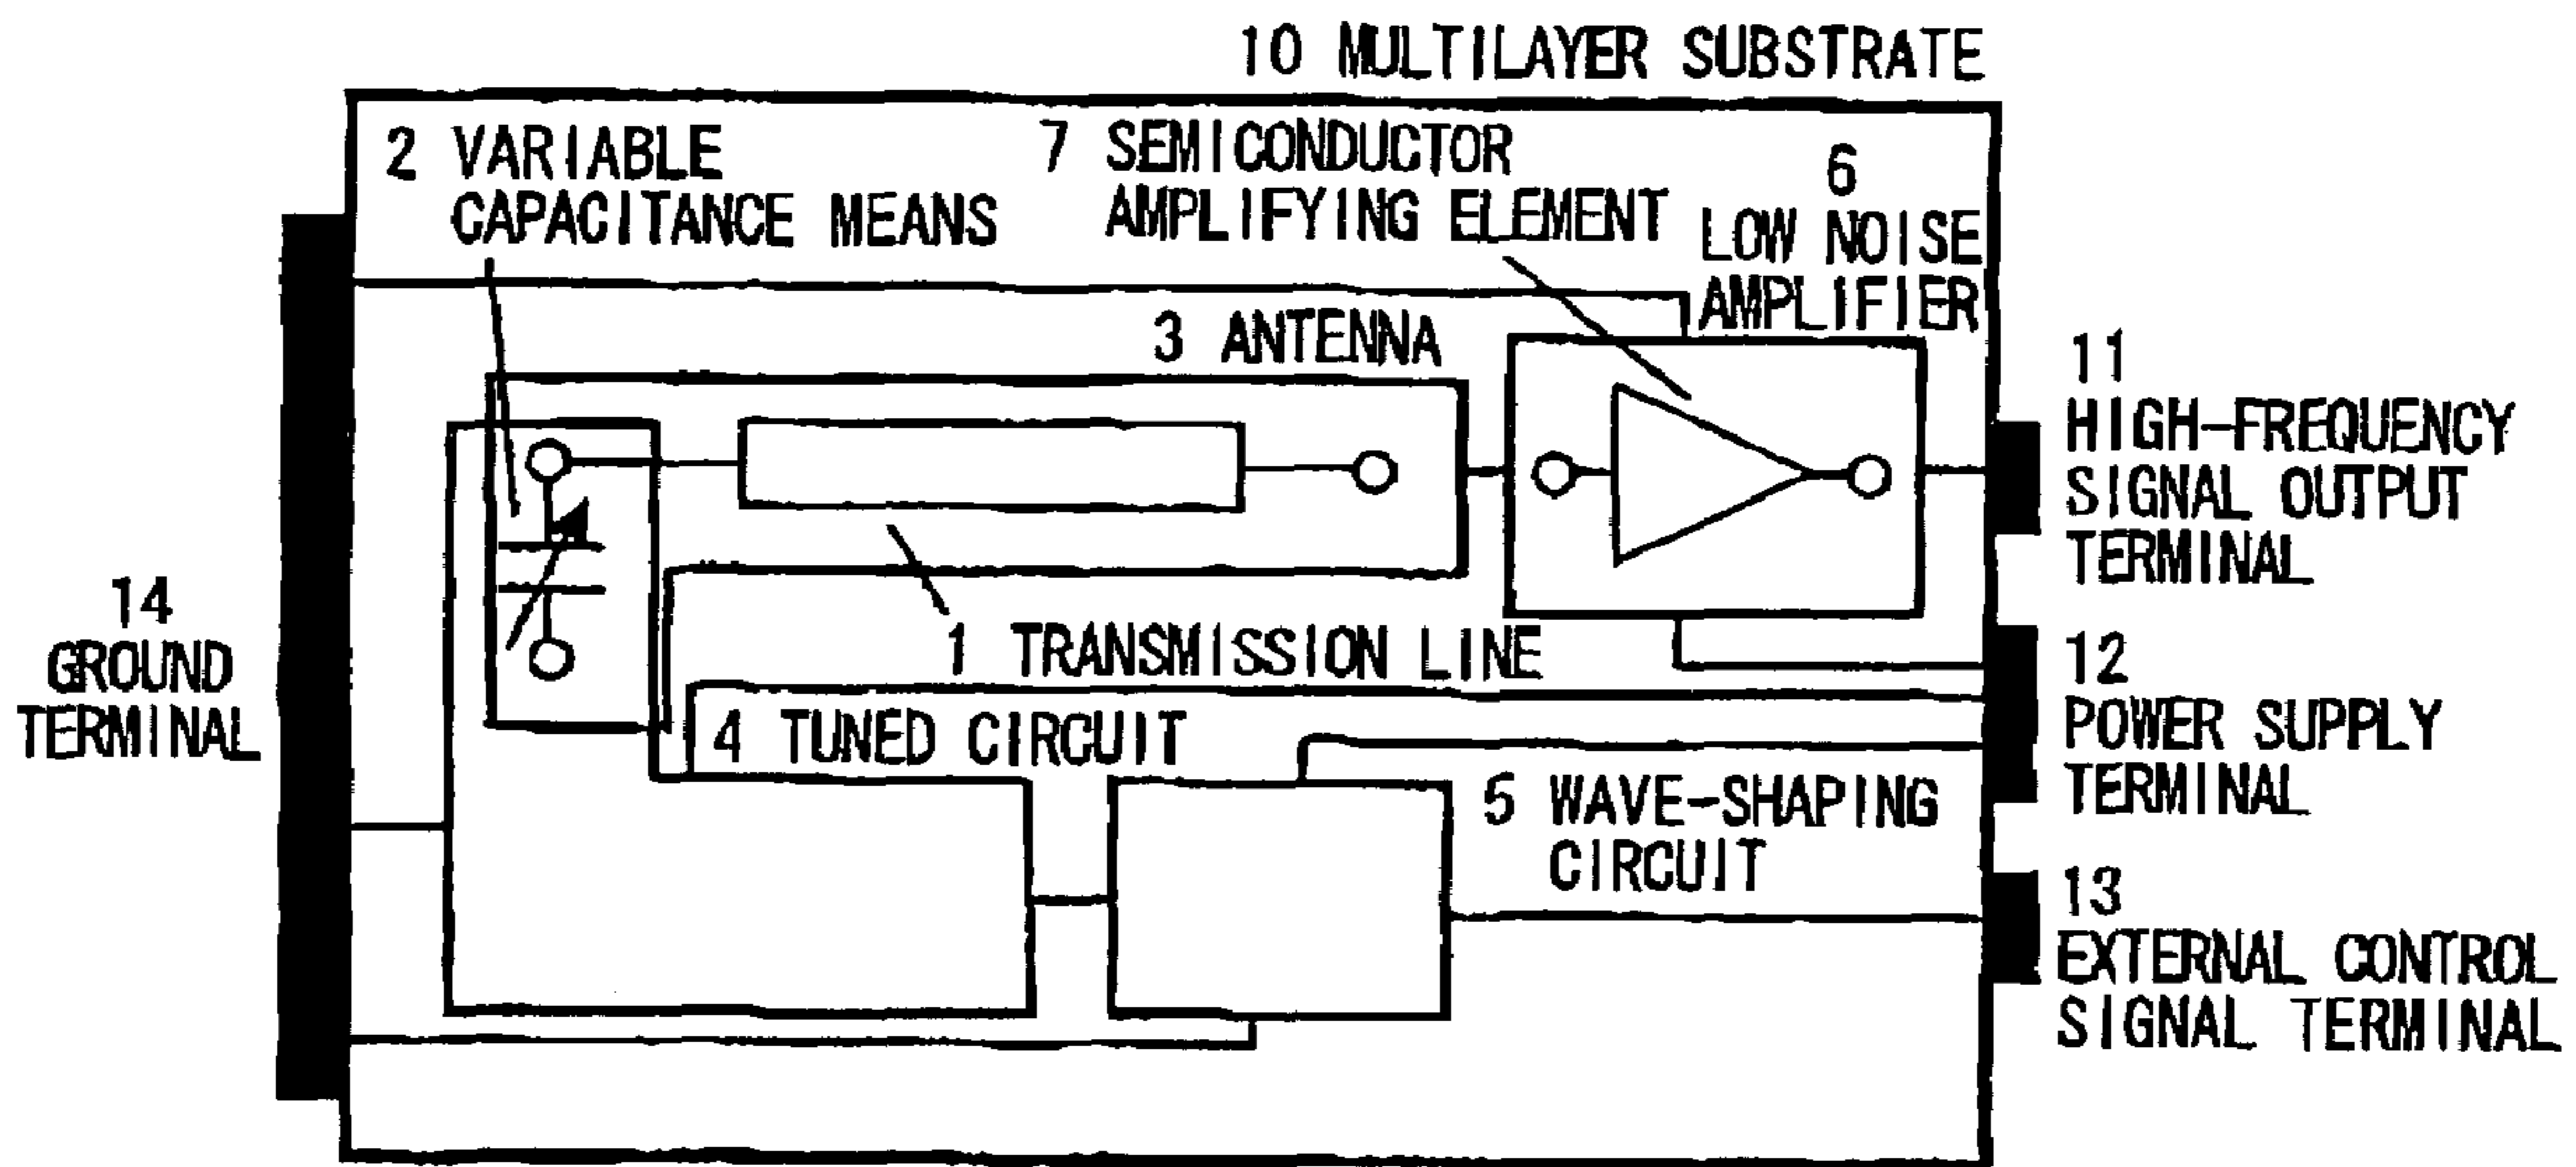 10 MULTILAYER SUBSTRATE
2 VARIABLE
CAPACITANCE MEANS
7 SEMICONDUCTOR
AMPLIFYING ELEMENT
6
LOW NOISE
AMPLIFIER
3 ANTENNA
11
HIGH-FREQUENCY
SIGNAL OUTPUT
TERMINAL
14
GROUND
TERMINAL
1 TRANSMISSION LINE
12
POWER SUPPLY
TERMINAL
4 TUNED CIRCUIT
5 WAVE-SHAPING
CIRCUIT
13
EXTERNAL CONTROL
SIGNAL TERMINAL